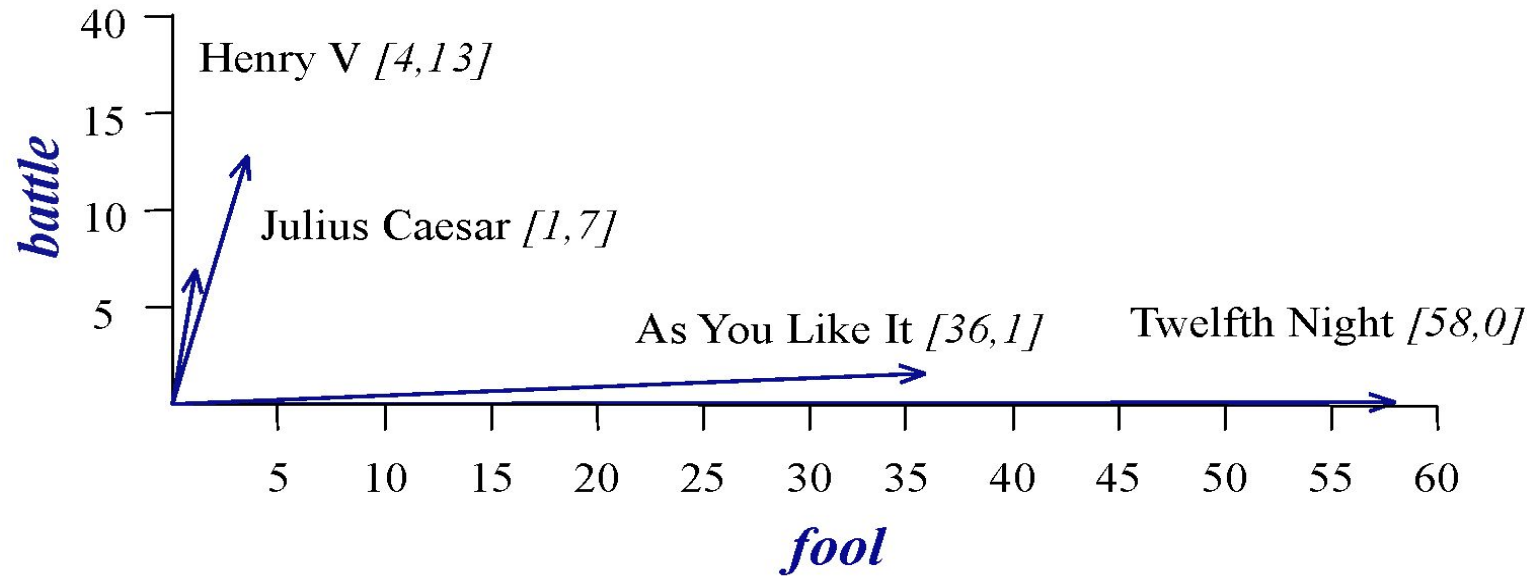 40
Henry V [4,13]
15
battle
10
Julius Caesar [1,7]
5
As You Like It [36,1]
Twelfth Night [58,0]
5 10 15 20 25 30 35 40 45 50 55 60
fool